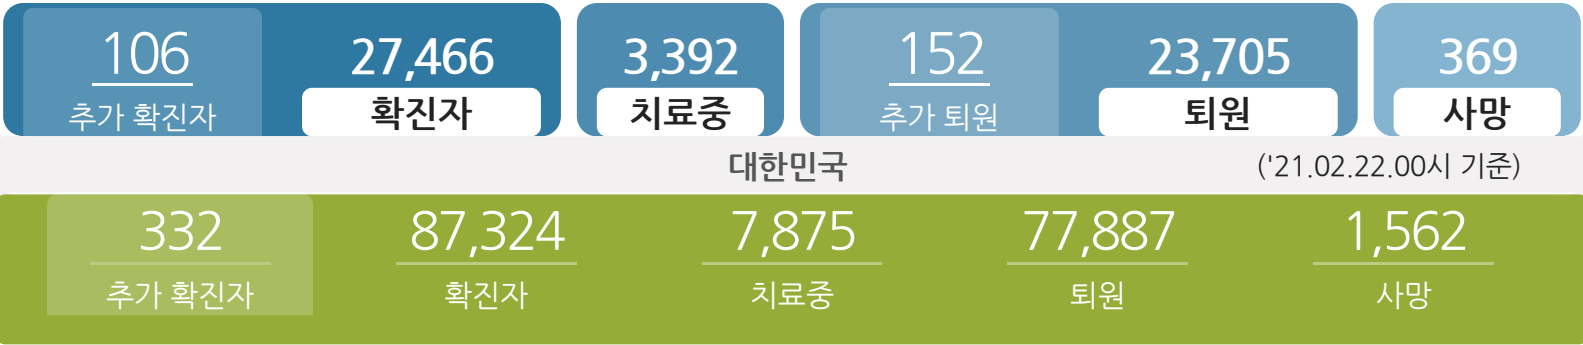 106 27,466 3,392 152 23,705 369
추가 확진자 확진자 치료중 추가 퇴원 퇴원 사망
대한민국 ('21.02.22.00시 기준)
332 87,324 7,875 77,887 1,562
추가 확진자 확진자 치료중 퇴원 사망